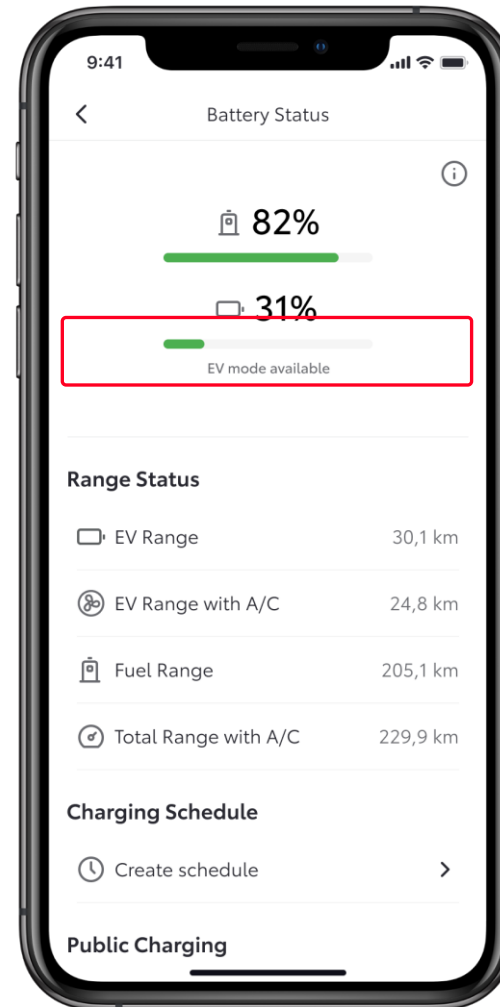 9:41
Battery Status
82%
31%
EV mode available
Range Status
EV Range 30,1 km
EV Range with A/C 24,8 km
Fuel Range 205,1 km
Total Range with A/C 229,9 km
Charging Schedule
Create schedule
Public Charging